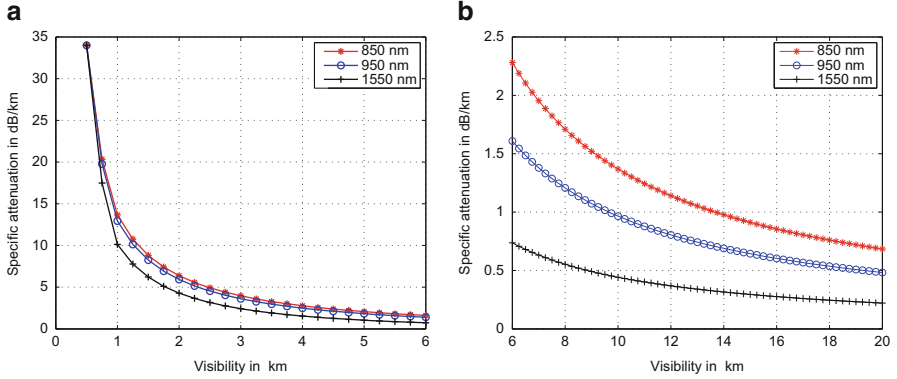 a
35
30
25
20
15
10
5
0
0
1
2
3
4
5
6
Specific attenuation in dB/km
Visibility in km
850 nm
950 nm
1550 nm
b
2.5
2
1.5
1
0.5
0
6
8
10
12
14
16
18
20
Specific attenuation in dB/km
Visibility in km
850 nm
950 nm
1550 nm